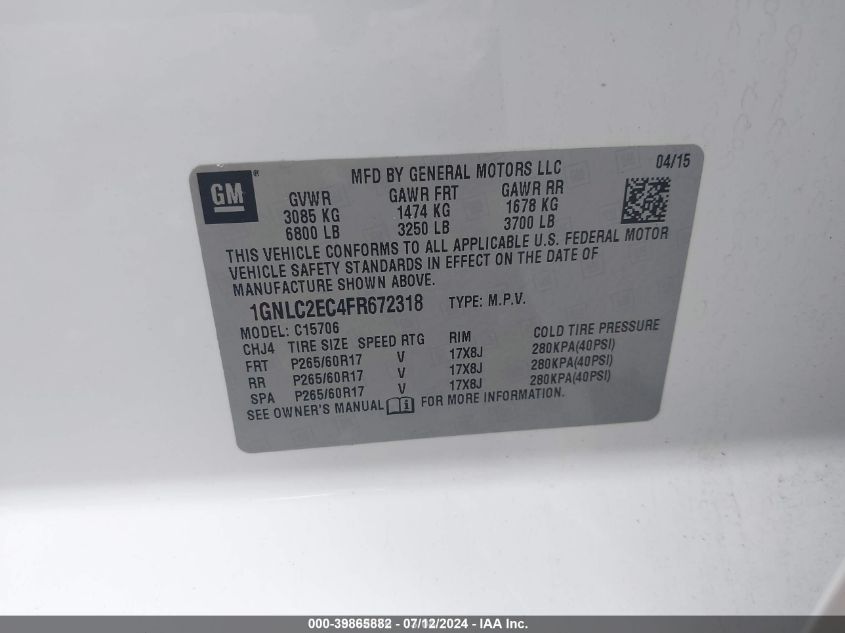 MFD BY GENERAL MOTORS LLC 04/15
GM®
GVWR GAWR FRT GAWR RR
3085 KG 1474 KG 1678 KG
6800 LB 3250 LB 3700 LB
THIS VEHICLE CONFORMS TO ALL APPLICABLE U.S. FEDERAL MOTOR
VEHICLE SAFETY STANDARDS IN EFFECT ON THE DATE OF
MANUFACTURE SHOWN ABOVE.
1GNLC2EC4FR672318 TYPE: M.P.V.
MODEL: C15706
CHJ4 TIRE SIZE SPEED RTG RIM COLD TIRE PRESSURE
FRT P265/60R17 V 17X8J 280KPA(40PSI)
RR P265/60R17 V 17X8J 280KPA(40PSI)
SPA P265/60R17 V 17X8J 280KPA(40PSI)
SEE OWNER'S MANUAL FOR MORE INFORMATION.
000-39865882 - 07/12/2024 - IAA Inc.